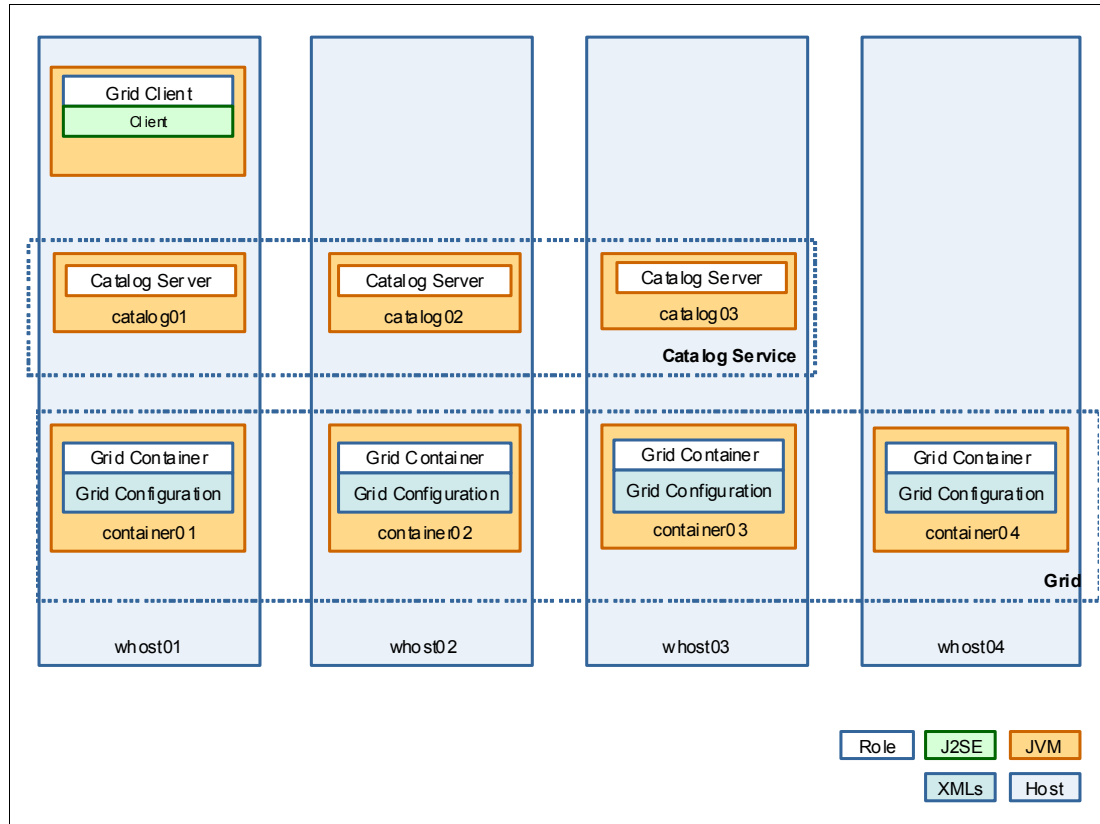 Grid Client
Client
Catalog Server
catalog01
Catalog Server
catalog02
Catalog Server
catalog03
Catalog Service
Grid Container
Grid Configuration
container01
Grid Container
Grid Configuration
container02
Grid Container
Grid Configuration
container03
Grid Container
Grid Configuration
container04
Grid
whost01
whost02
whost03
whost04
Role
J2SE
JVM
XMLs
Host